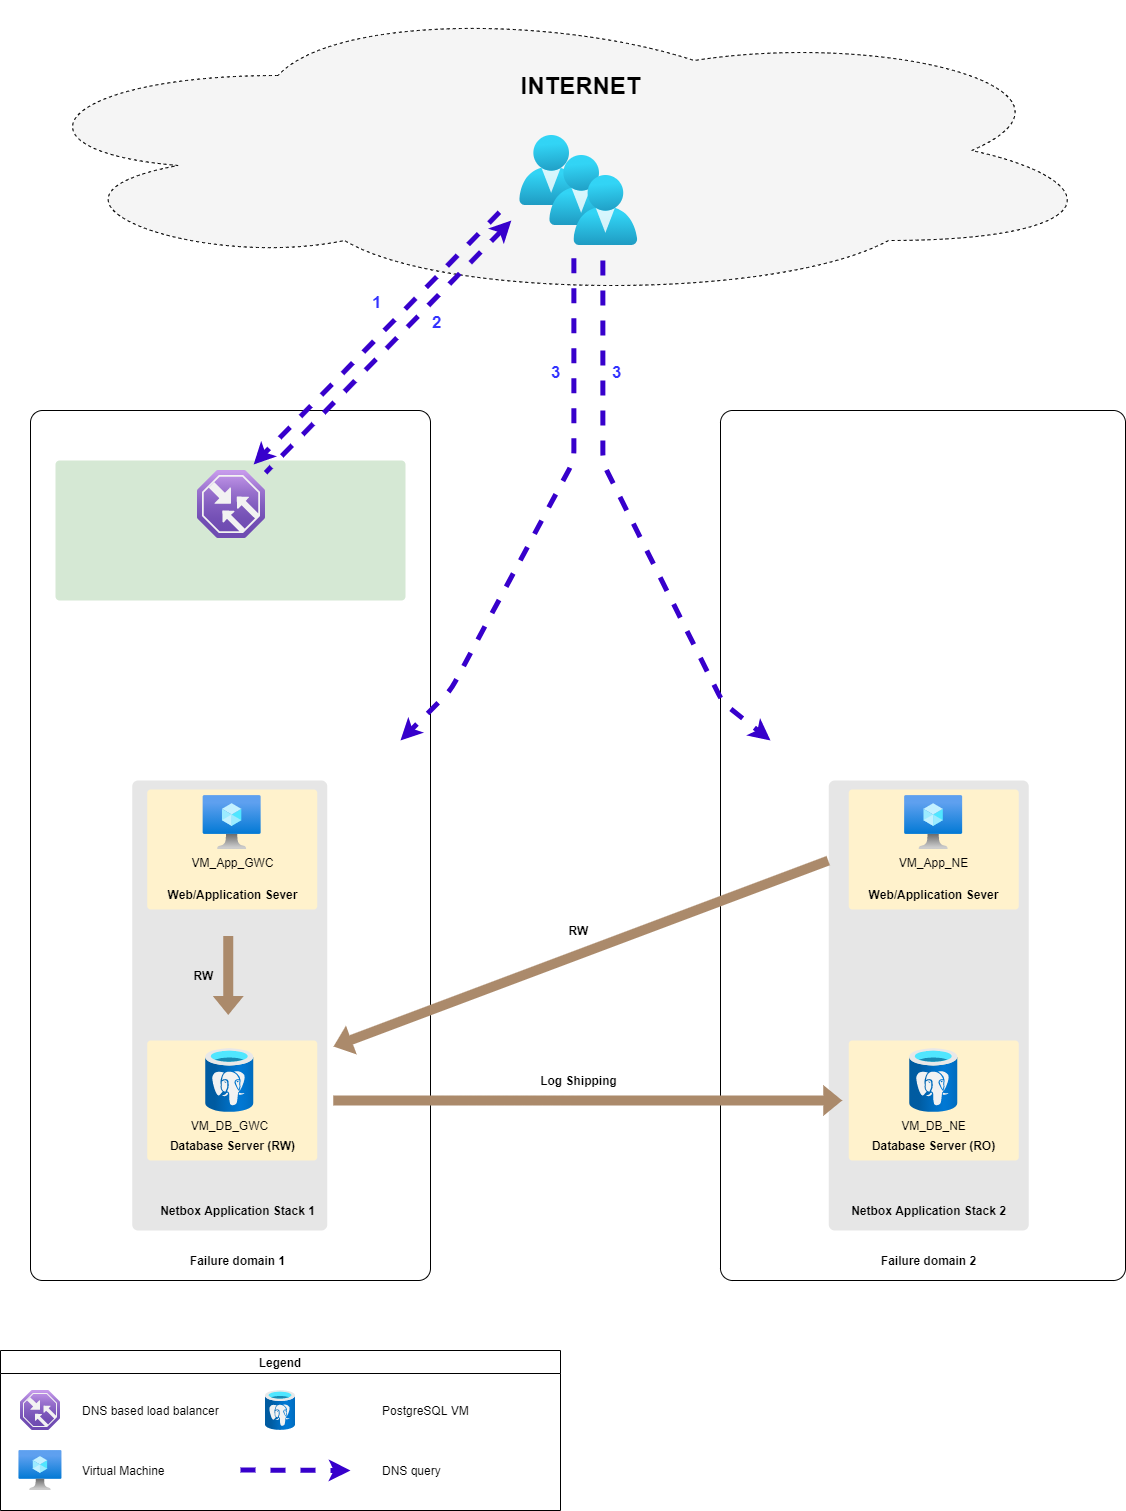 INTERNET
1
2
3
3
VM_App_GWC
Web/Application Sever
VM_App_NE
Web/Application Sever
RW
RW
Log Shipping
VM_DB_GWC
Database Server (RW)
VM_DB_NE
Database Server (RO)
Netbox Application Stack 1
Netbox Application Stack 2
Failure domain 1
Failure domain 2
Legend
DNS based load balancer
PostgreSQL VM
Virtual Machine
DNS query